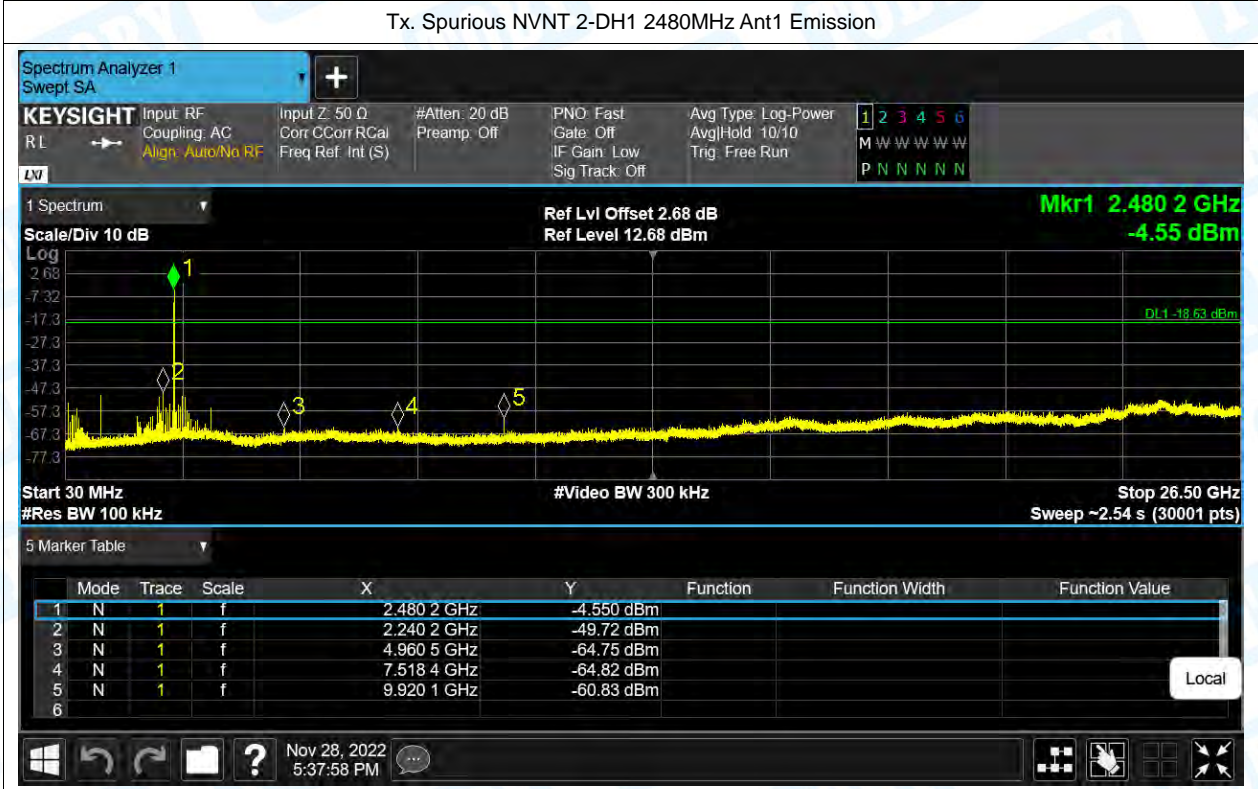 Tx. Spurious NVNT 2-DH1 2480MHz Ant1 Emission
Spectrum Analyzer 1
Swept SA
+
KEYSIGHT Input: RF Input Z: 50 Ω #Atten: 20 dB PNO: Fast Avg Type: Log-Power 1 2 3 4 5 6
R L Coupling: AC Corr CCorr RCal Preamp: Off Gate: Off Avg|Hold: 10/10 M W W W W W
Align: Auto/No RF Freq Ref: Int (S) IF Gain: Low Trig: Free Run
LXI Sig Track: Off P N N N N N
1 Spectrum Ref Lvl Offset 2.68 dB Mkr1 2.480 2 GHz
Scale/Div 10 dB Ref Level 12.68 dBm -4.55 dBm
Log
2.68 1
-7.32
-17.3 DL1 -18.63 dBm
-27.3
-37.3 2
-47.3
-57.3 3 4 5
-67.3
-77.3
Start 30 MHz #Video BW 300 kHz Stop 26.50 GHz
#Res BW 100 kHz Sweep ~2.54 s (30001 pts)
5 Marker Table
Mode Trace Scale X Y Function Function Width Function Value
1 N 1 f 2.480 2 GHz -4.550 dBm
2 N 1 f 2.240 2 GHz -49.72 dBm
3 N 1 f 4.960 5 GHz -64.75 dBm
4 N 1 f 7.518 4 GHz -64.82 dBm
5 N 1 f 9.920 1 GHz -60.83 dBm
6
Local
? Nov 28, 2022
5:37:58 PM